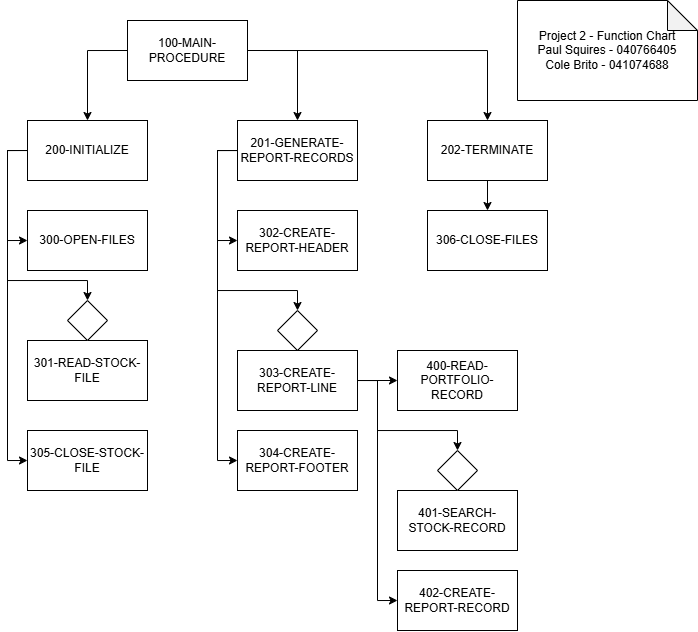 100-MAIN-
PROCEDURE
Project 2 - Function Chart
Paul Squires - 040766405
Cole Brito - 041074688
200-INITIALIZE
201-GENERATE-
REPORT-RECORDS
202-TERMINATE
300-OPEN-FILES
302-CREATE-
REPORT-HEADER
306-CLOSE-FILES
301-READ-STOCK-
FILE
303-CREATE-
REPORT-LINE
400-READ-
PORTFOLIO-
RECORD
305-CLOSE-STOCK-
FILE
304-CREATE-
REPORT-FOOTER
401-SEARCH-
STOCK-RECORD
402-CREATE-
REPORT-RECORD